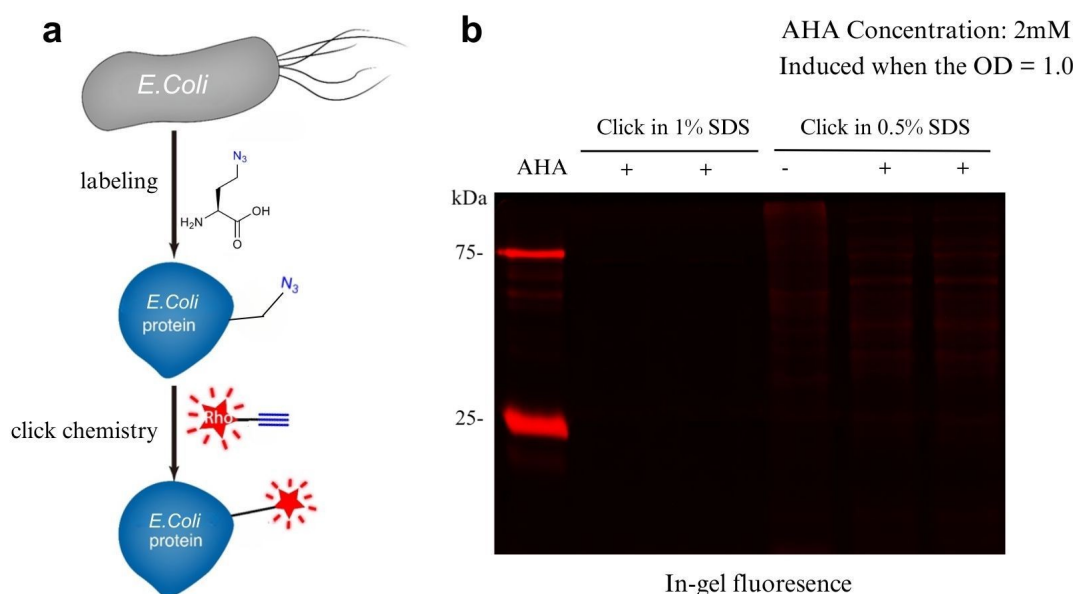 a
E.Coli
labeling
N3
H2N
OH
O
E.Coli
protein
N3
click chemistry
Rho
E.Coli
protein
b
AHA Concentration: 2mM
Induced when the OD = 1.0
Click in 1% SDS Click in 0.5% SDS
AHA + + - + +
kDa
75-
25-
In-gel fluoresence